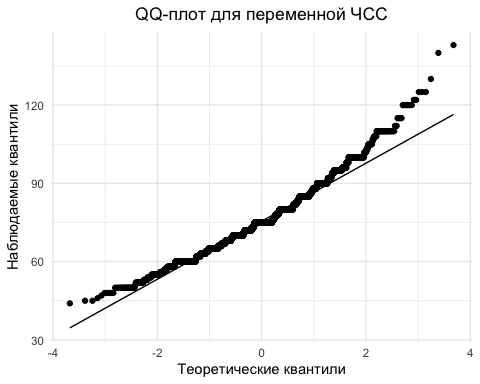 QQ-плот для переменной ЧСС
Наблюдаемые квантили
120
90
60
30
-4 -2 0 2 4
Теоретические квантили